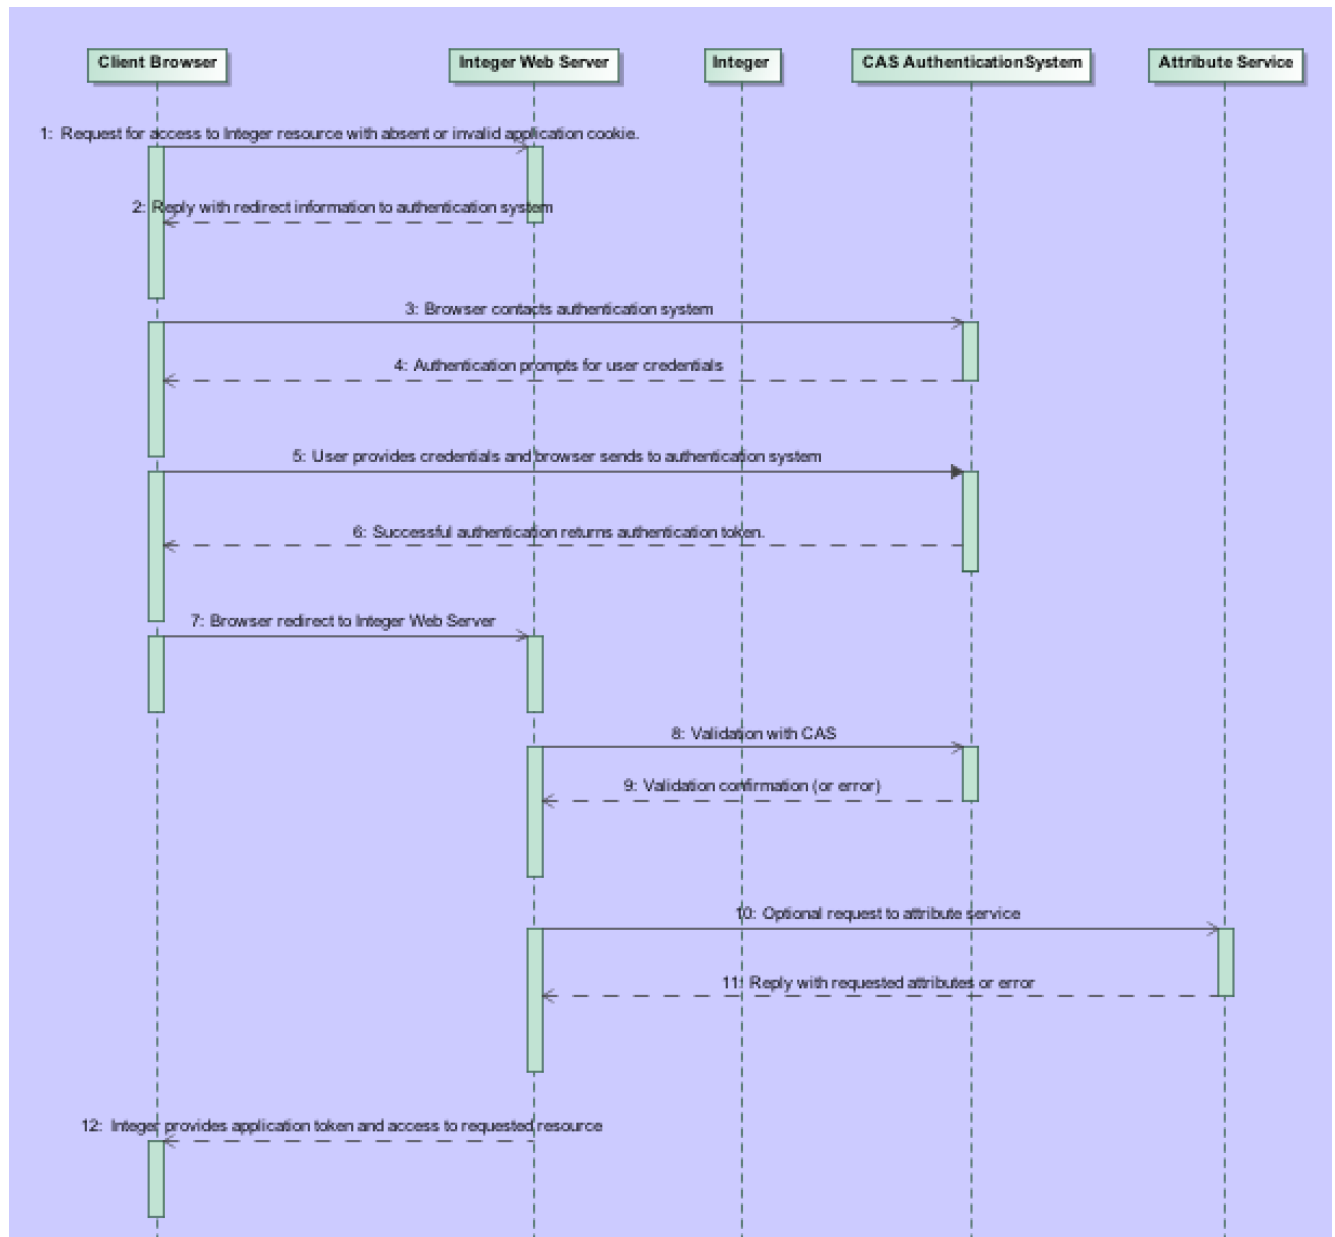 Client Browser
Integer Web Server
Integer
CAS AuthenticationSystem
Attribute Service
1: Request for access to Integer resource with absent or invalid application cookie.
2: Reply with redirect information to authentication system
3: Browser contacts authentication system
4: Authentication prompts for user credentials
5: User provides credentials and browser sends to authentication system
6: Successful authentication returns authentication token.
7: Browser redirect to Integer Web Server
8: Validation with CAS
9: Validation confirmation (or error)
10: Optional request to attribute service
11: Reply with requested attributes or error
12: Integer provides application token and access to requested resource